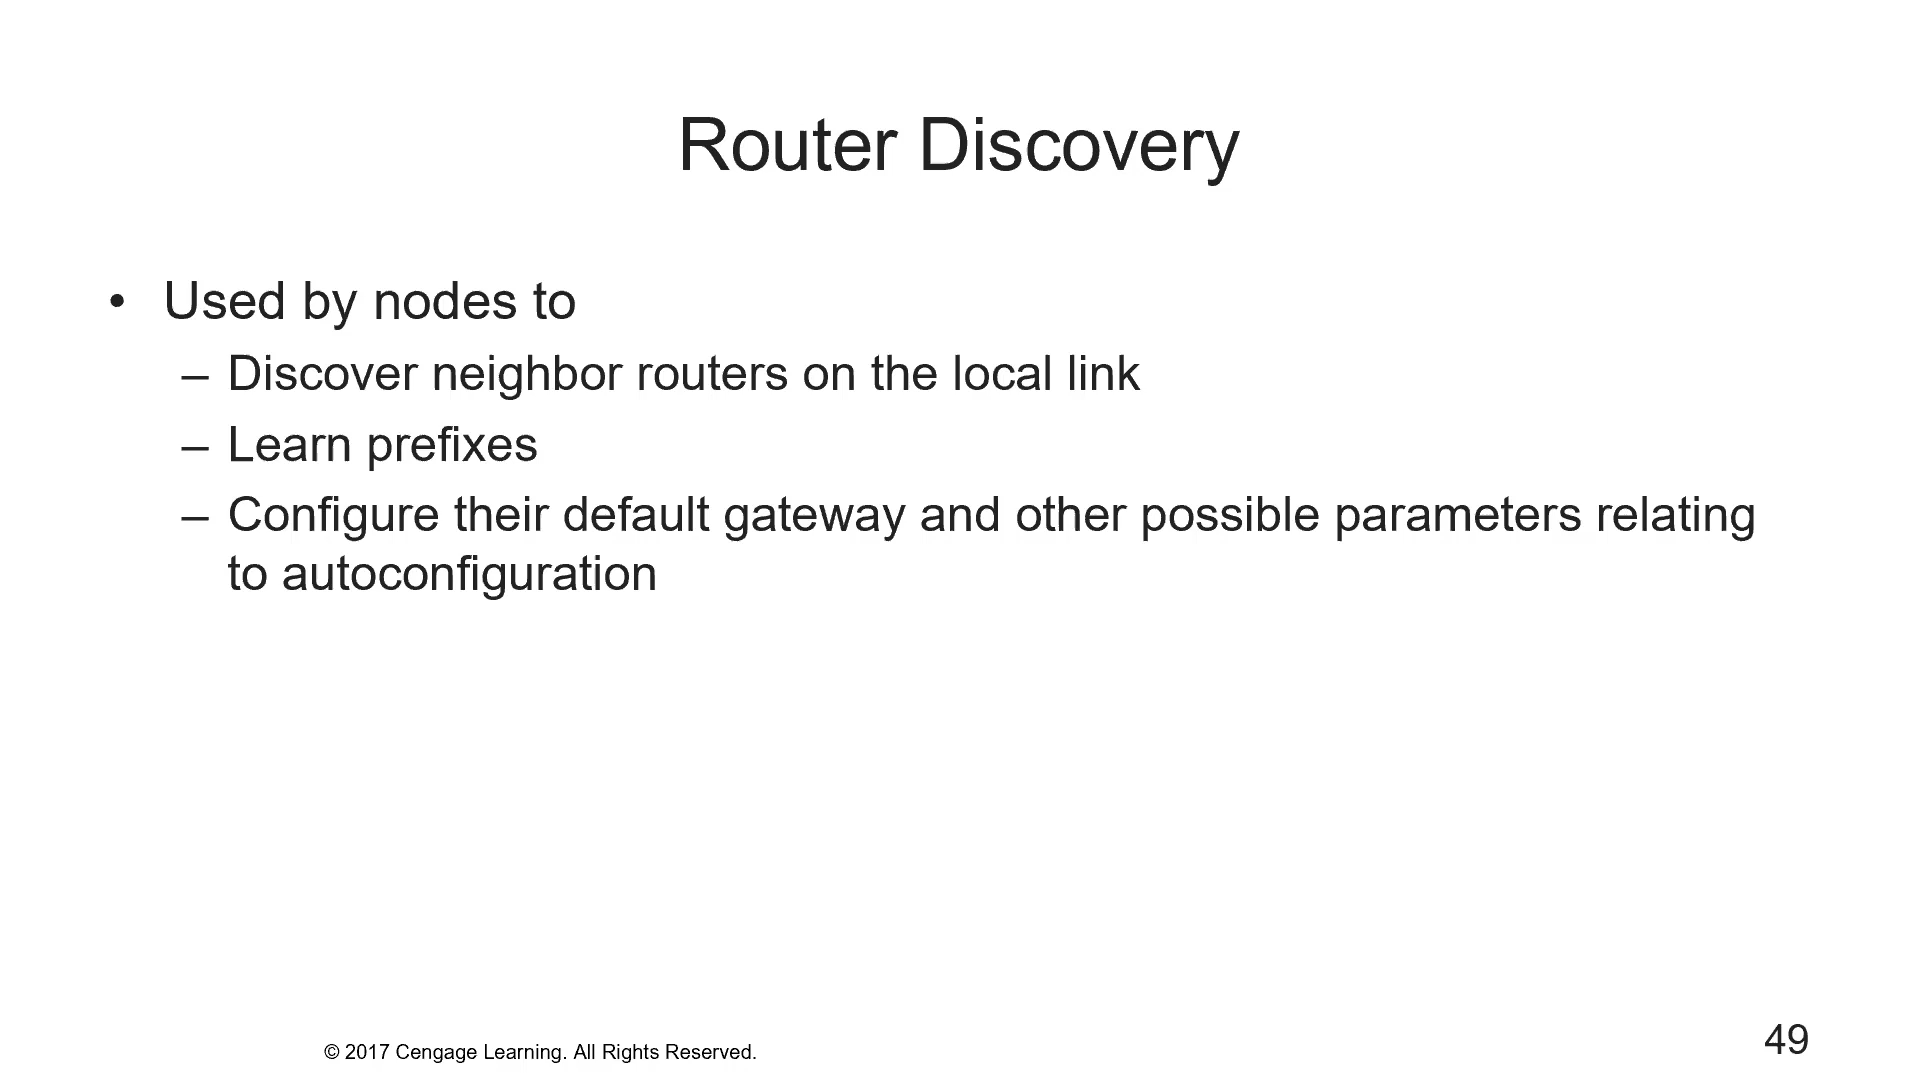 Router Discovery
• Used by nodes to
– Discover neighbor routers on the local link
– Learn prefixes
– Configure their default gateway and other possible parameters relating
to autoconfiguration
© 2017 Cengage Learning. All Rights Reserved.
49